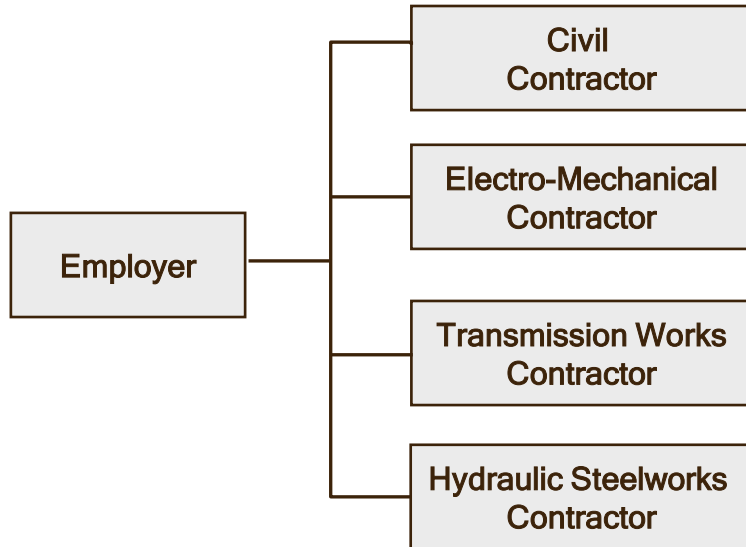 Civil
Contractor
Electro-Mechanical
Contractor
Employer
Transmission Works
Contractor
Hydraulic Steelworks
Contractor